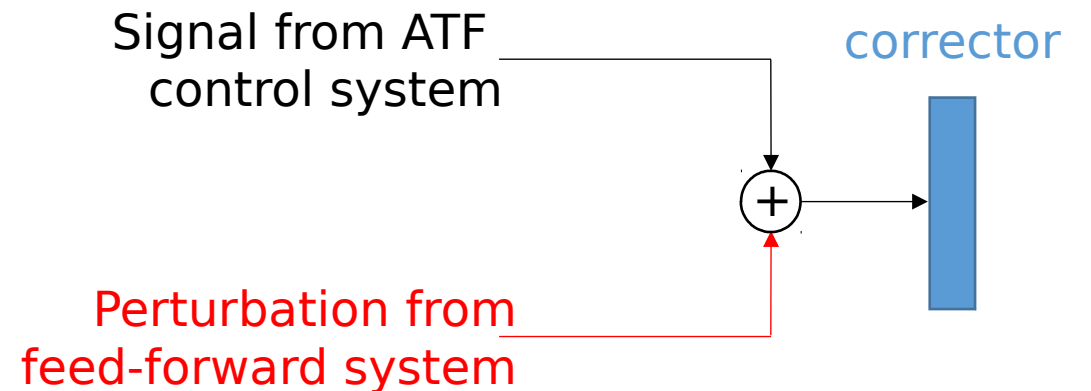 Signal from ATF
control system
corrector
+
Perturbation from
feed-forward system